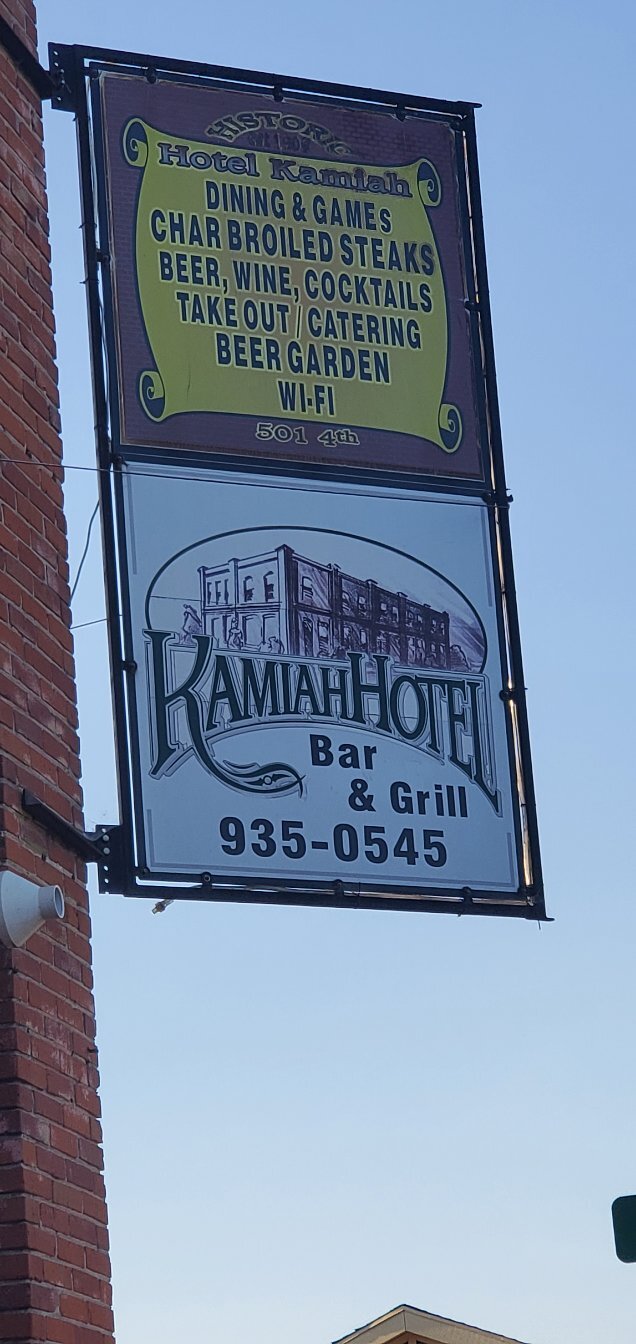 HISTORIC
Hotel Kamiah
DINING & GAMES
CHAR BROILED STEAKS
BEER, WINE, COCKTAILS
TAKE OUT / CATERING
BEER GARDEN
WI-FI
501 4th
KAMIAH HOTEL
Bar
& Grill
935-0545